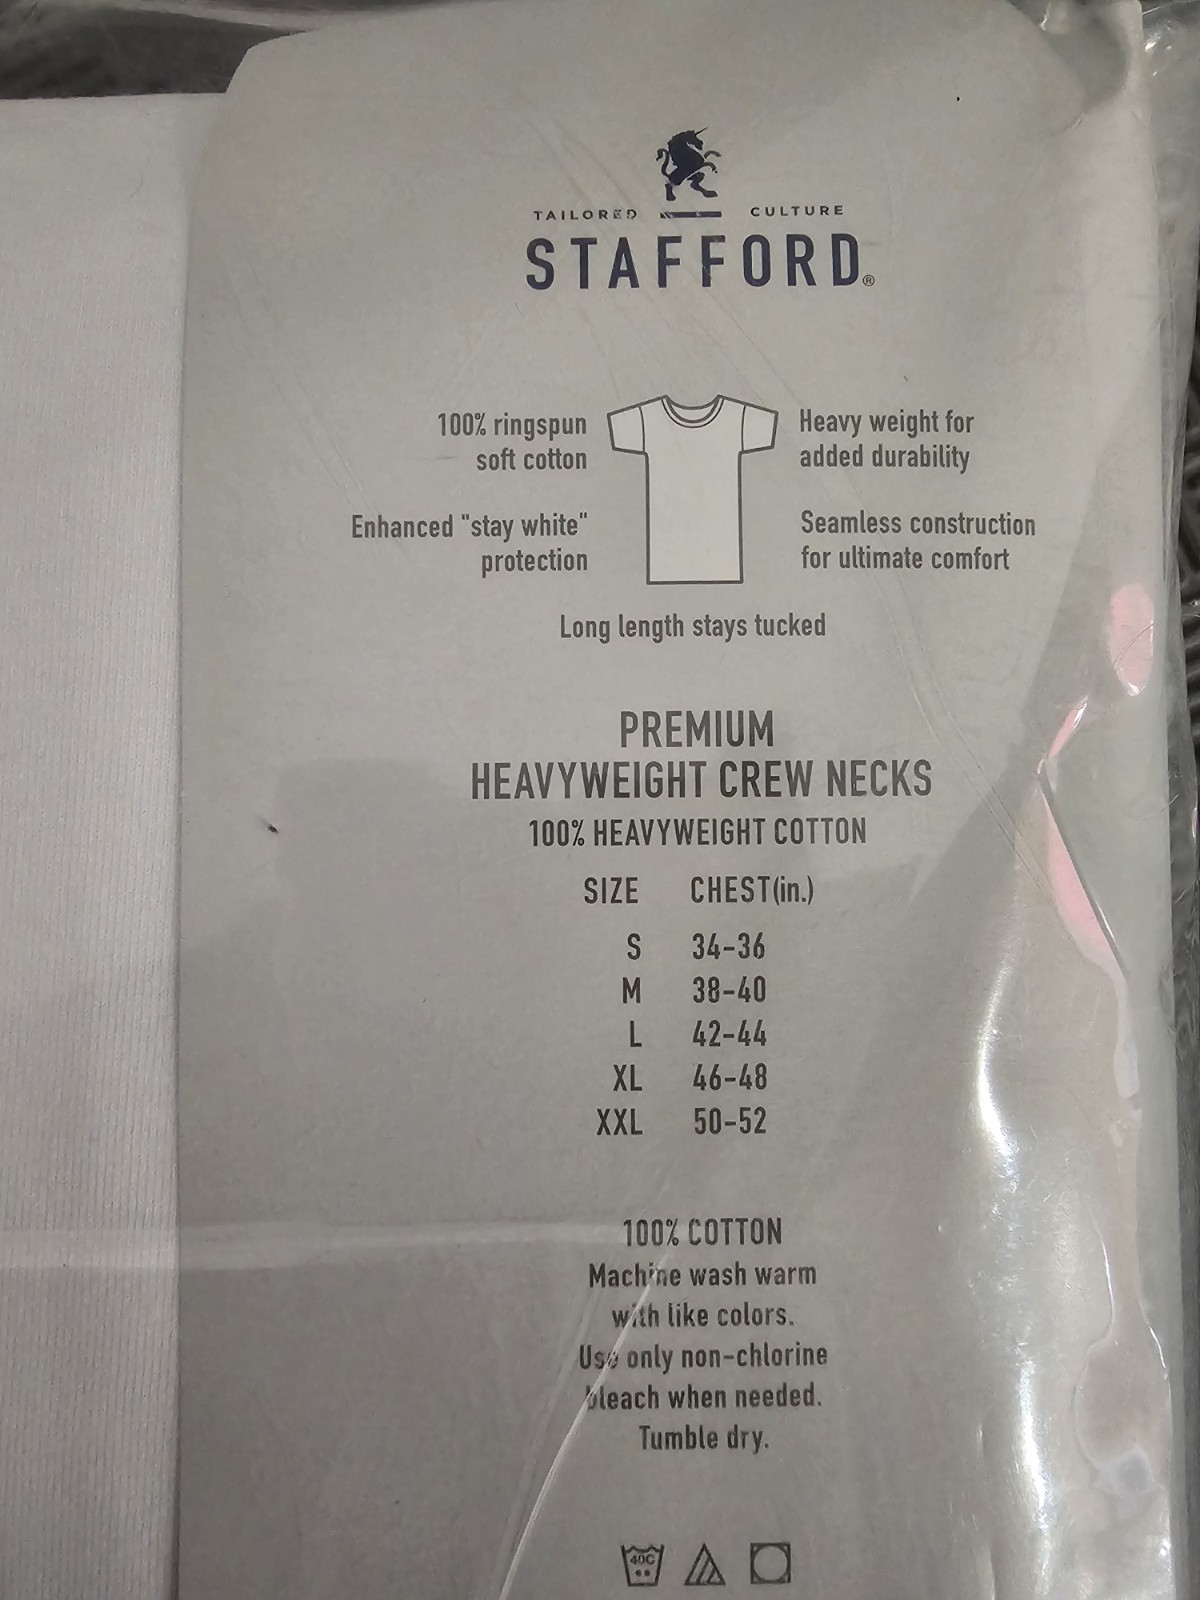 TAILORED CULTURE
STAFFORD®
100% ringspun
soft cotton
Heavy weight for
added durability
Enhanced "stay white"
protection
Seamless construction
for ultimate comfort
Long length stays tucked
PREMIUM
HEAVYWEIGHT CREW NECKS
100% HEAVYWEIGHT COTTON
SIZE CHEST(in.)
S 34-36
M 38-40
L 42-44
XL 46-48
XXL 50-52
100% COTTON
Machine wash warm
with like colors.
Use only non-chlorine
bleach when needed.
Tumble dry.
40C